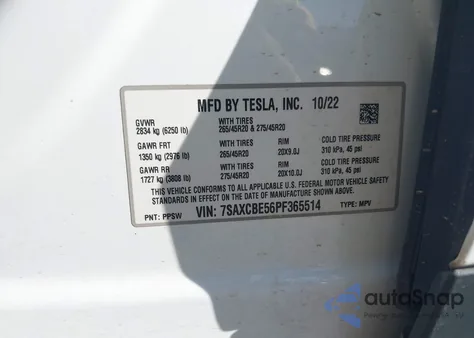 MFD BY TESLA, INC. 10/22
GVWR WITH TIRES
2834 kg (6250 lb) 265/45R20 & 275/45R20
GAWR FRT WITH TIRES RIM COLD TIRE PRESSURE
1350 kg (2976 lb) 265/45R20 20X9.0J 310 kPa, 45 psi
GAWR RR WITH TIRES RIM COLD TIRE PRESSURE
1727 kg (3808 lb) 275/45R20 20X10.0J 310 kPa, 45 psi
THIS VEHICLE CONFORMS TO ALL APPLICABLE U.S. FEDERAL MOTOR VEHICLE SAFETY
STANDARDS IN EFFECT ON THE DATE OF MANUFACTURE SHOWN ABOVE.
PNT: PPSW VIN: 7SAXCBE56PF365514 TYPE: MPV
autoSnap